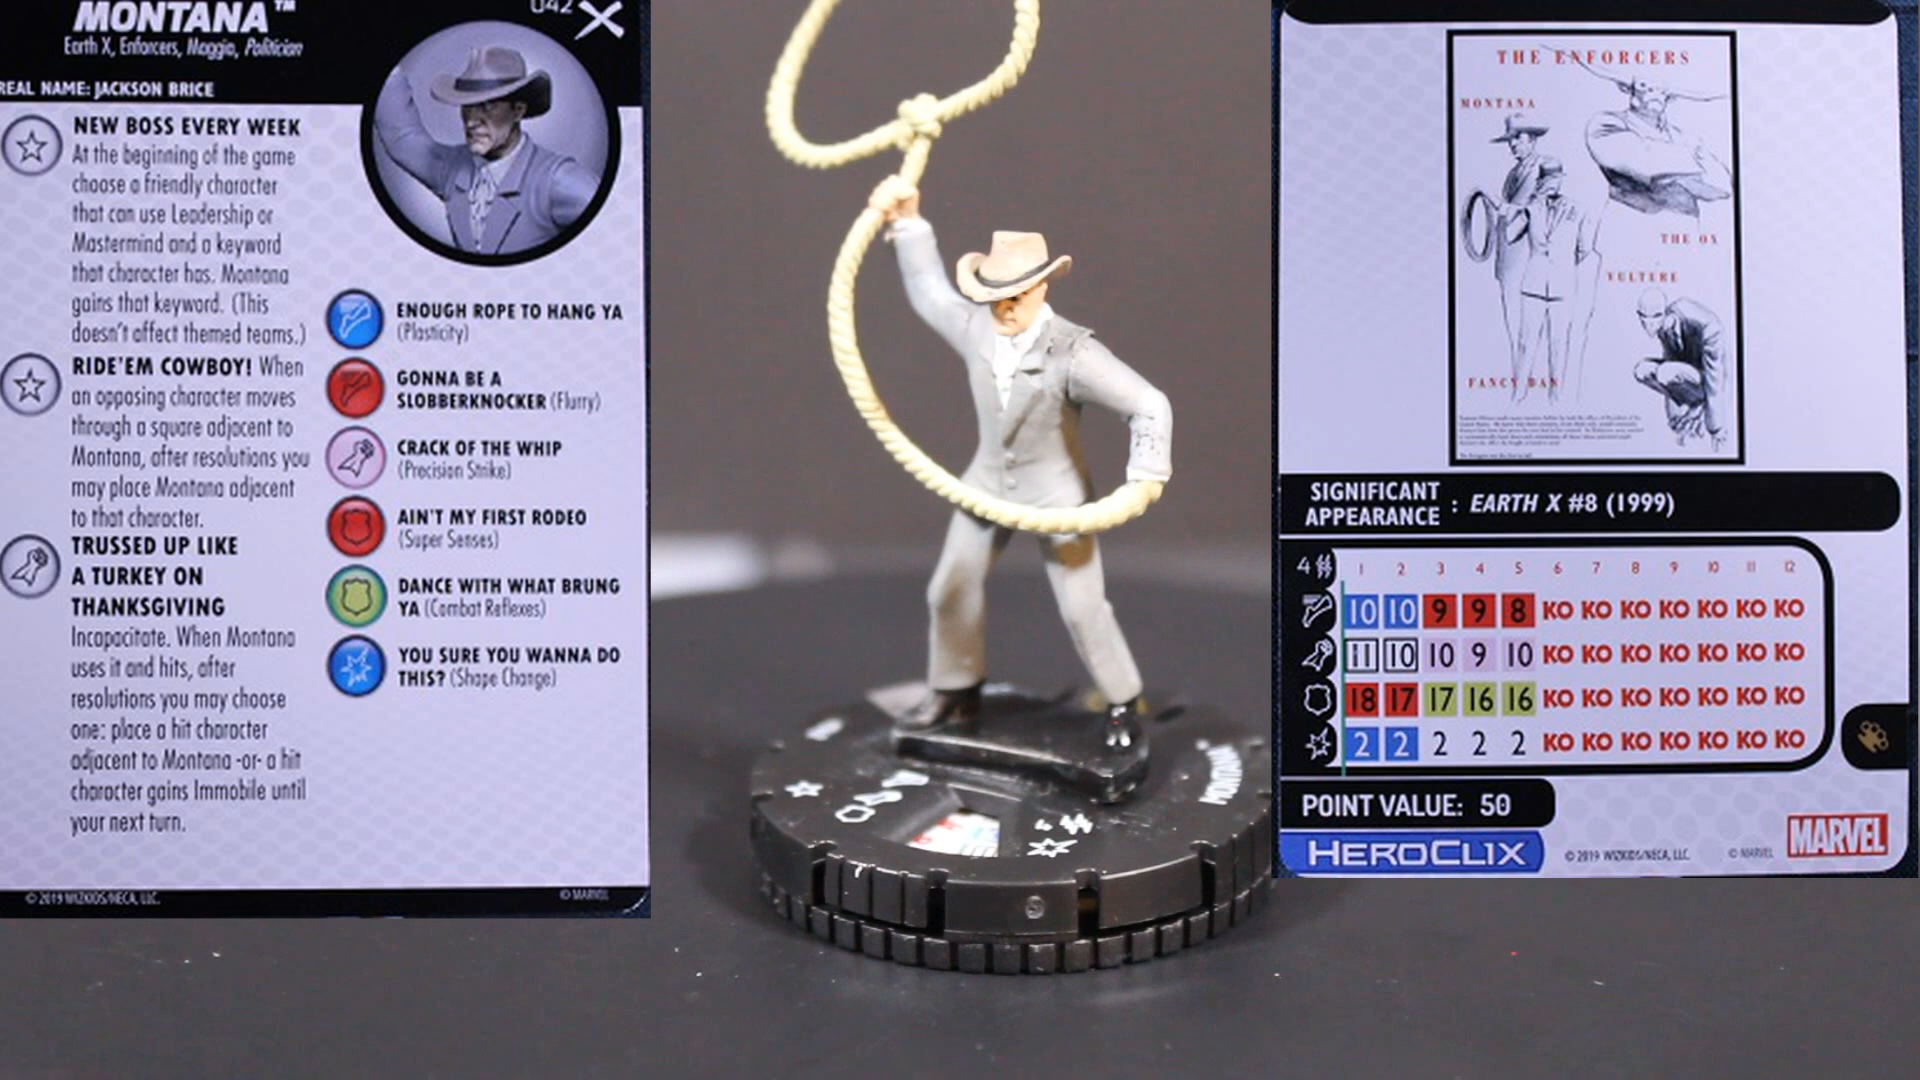 MONTANA™
042
Earth X, Enforcers, Maggia, Politician
REAL NAME: JACKSON BRICE
NEW BOSS EVERY WEEK
At the beginning of the game
choose a friendly character
that can use Leadership or
Mastermind and a keyword
that character has. Montana
gains that keyword. (This
doesn't affect themed teams.)
RIDE'EM COWBOY! When
an opposing character moves
through a square adjacent to
Montana, after resolutions you
may place Montana adjacent
to that character.
TRUSSED UP LIKE
A TURKEY ON
THANKSGIVING
Incapacitate. When Montana
uses it and hits, after
resolutions you may choose
one: place a hit character
adjacent to Montana -or- a hit
character gains Immobile until
your next turn.
ENOUGH ROPE TO HANG YA
(Plasticity)
GONNA BE A
SLOBBERKNOCKER (Flurry)
CRACK OF THE WHIP
(Precision Strike)
AIN'T MY FIRST RODEO
(Super Senses)
DANCE WITH WHAT BRUNG
YA (Combat Reflexes)
YOU SURE YOU WANNA DO
THIS? (Shape Change)
© 2019 WIZKIDS/NECA, LLC.
© MARVEL
MONTANA
THE ENFORCERS
MONTANA
THE OX
VULTURE
FANCY DAN
SIGNIFICANT
APPEARANCE : EARTH X #8 (1999)
4 1 2 3 4 5 6 7 8 9 10 11 12
10 10 9 9 8 KO KO KO KO KO KO KO
11 10 10 9 10 KO KO KO KO KO KO KO
18 17 17 16 16 KO KO KO KO KO KO KO
2 2 2 2 2 KO KO KO KO KO KO KO
POINT VALUE: 50
HEROCLIX
© 2019 WIZKIDS/NECA, LLC.
© MARVEL
MARVEL